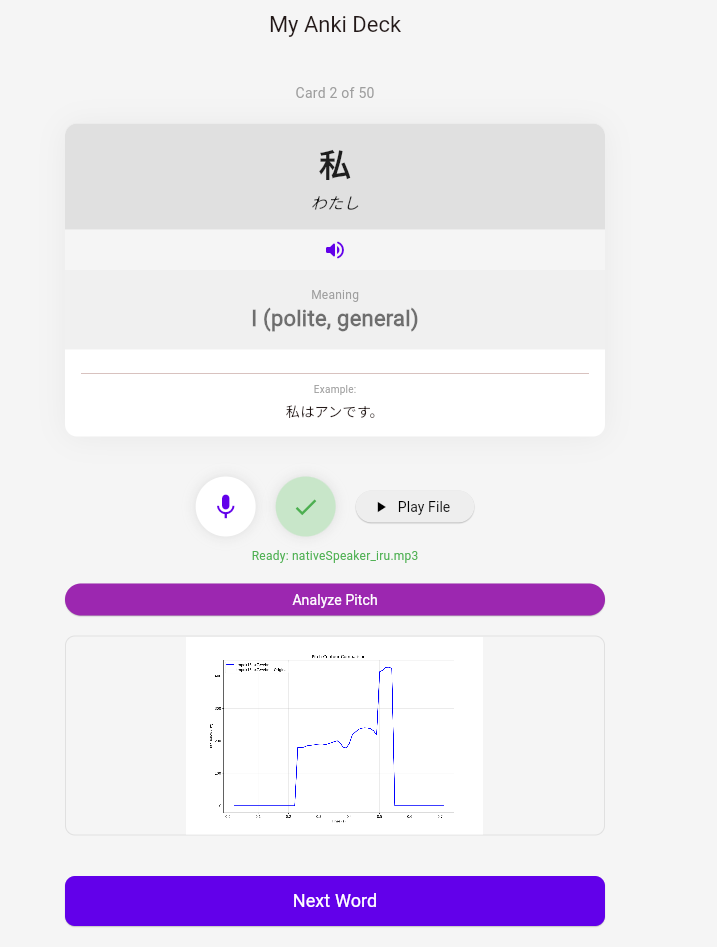 My Anki Deck
Card 2 of 50
私
わたし
Meaning
I (polite, general)
Example:
私はアンです。
Play File
Ready: nativeSpeaker_iru.mp3
Analyze Pitch
Next Word